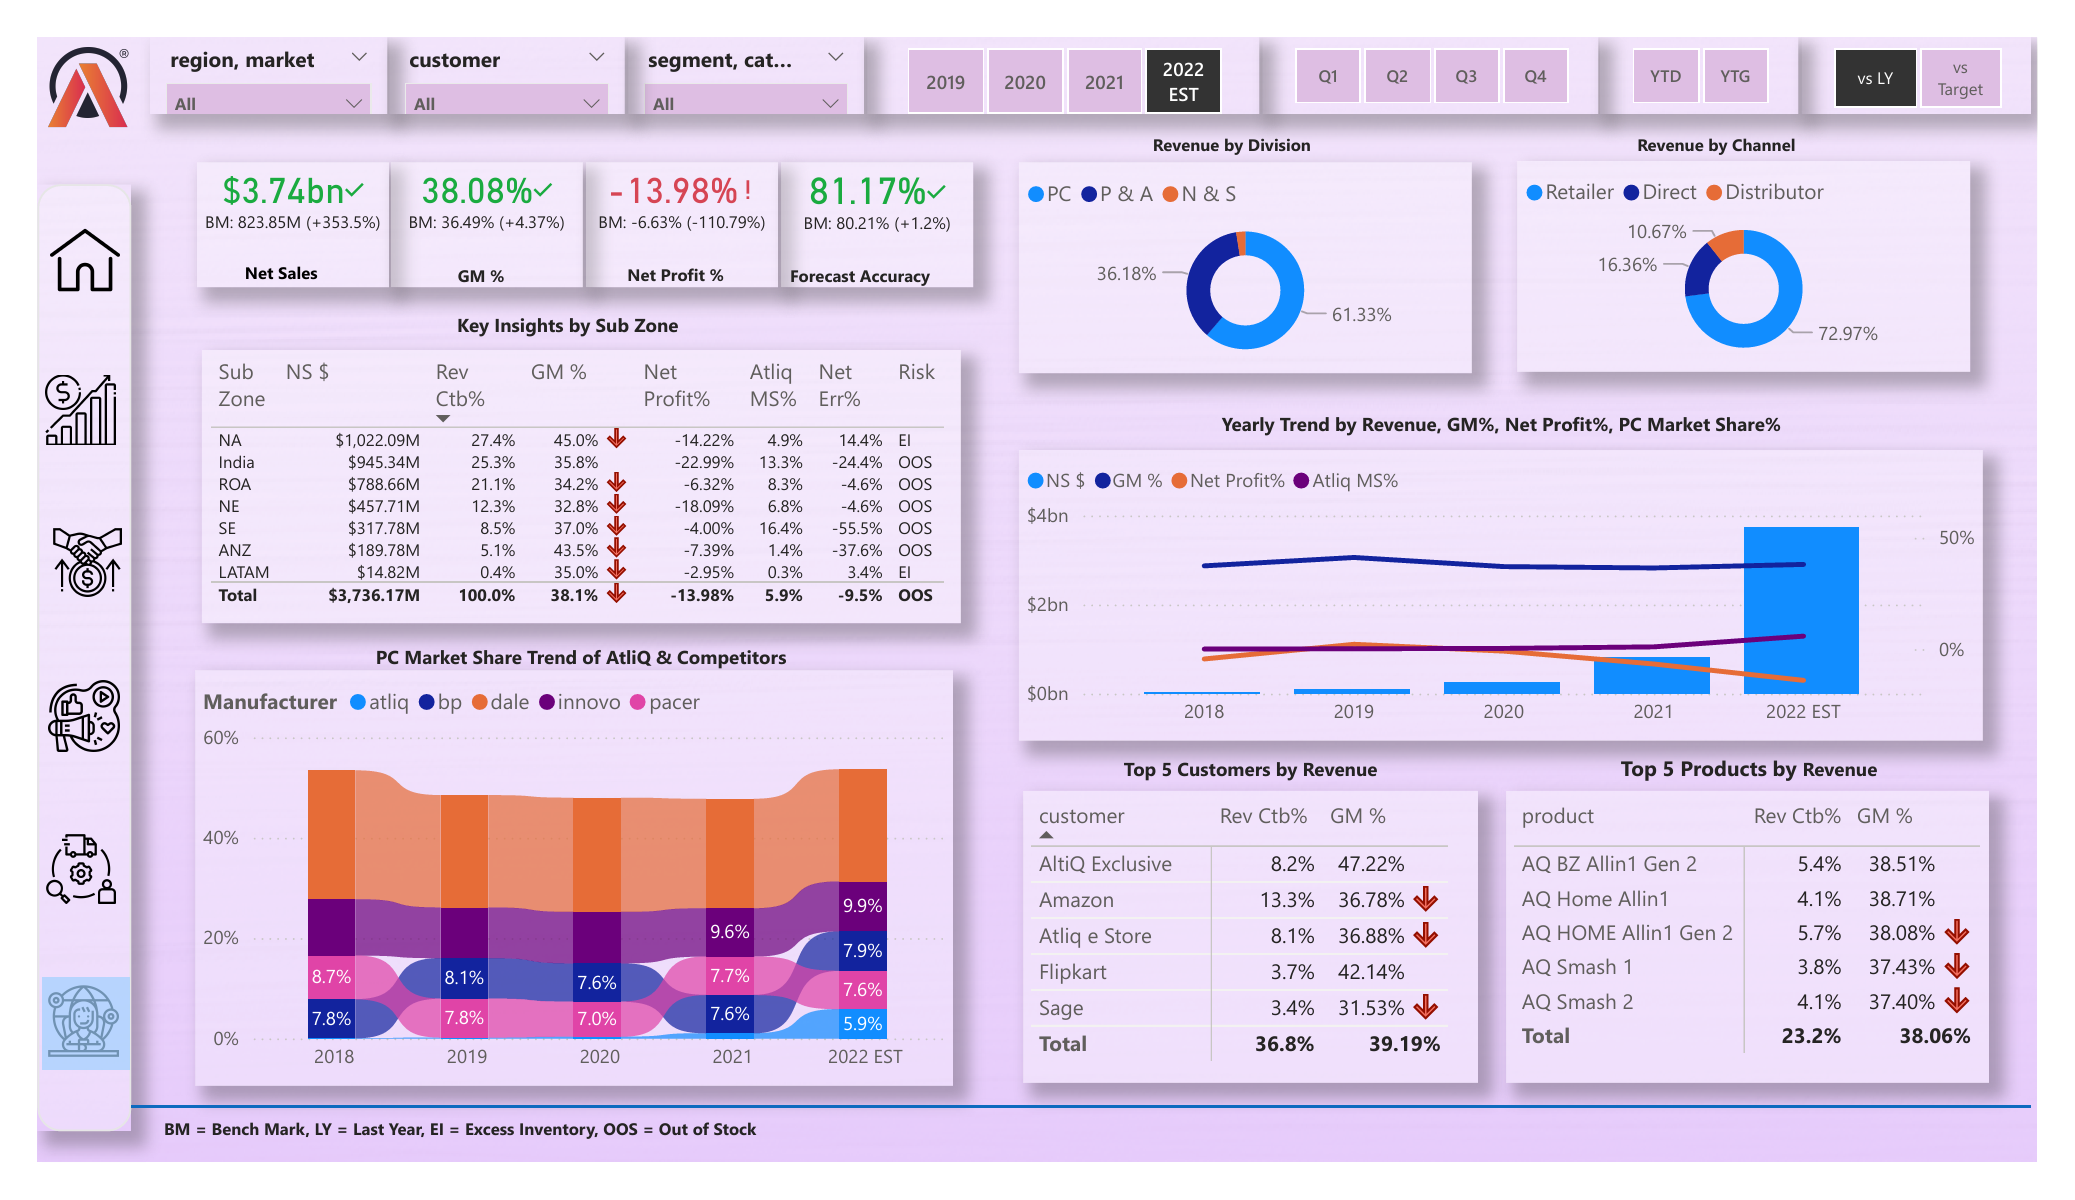 ®
region, market
All
customer
All
segment, cat...
All
2019
2020
2021
2022
EST
Q1
Q2
Q3
Q4
YTD
YTG
vs LY
vs
Target
$3.74bn
BM: 823.85M (+353.5%)
Net Sales
38.08%
BM: 36.49% (+4.37%)
GM %
-13.98% !
BM: -6.63% (-110.79%)
Net Profit %
81.17%
BM: 80.21% (+1.2%)
Forecast Accuracy
Revenue by Division
PC P & A N & S
36.18%
61.33%
Revenue by Channel
Retailer Direct Distributor
10.67%
16.36%
72.97%
Key Insights by Sub Zone
Sub Zone NS $ Rev Ctb% GM % Net Profit% Atliq MS% Net Err% Risk
NA $1,022.09M 27.4% 45.0% -14.22% 4.9% 14.4% EI
India $945.34M 25.3% 35.8% -22.99% 13.3% -24.4% OOS
ROA $788.66M 21.1% 34.2% -6.32% 8.3% -4.6% OOS
NE $457.71M 12.3% 32.8% -18.09% 6.8% -4.6% OOS
SE $317.78M 8.5% 37.0% -4.00% 16.4% -55.5% OOS
ANZ $189.78M 5.1% 43.5% -7.39% 1.4% -37.6% OOS
LATAM $14.82M 0.4% 35.0% -2.95% 0.3% 3.4% EI
Total $3,736.17M 100.0% 38.1% -13.98% 5.9% -9.5% OOS
Yearly Trend by Revenue, GM%, Net Profit%, PC Market Share%
NS $ GM % Net Profit% Atliq MS%
$4bn
$2bn
$0bn
50%
0%
2018 2019 2020 2021 2022 EST
PC Market Share Trend of AtliQ & Competitors
Manufacturer atliq bp dale innovo pacer
60%
40%
20%
0%
8.7%
7.8%
8.1%
7.8%
7.6%
7.0%
9.6%
7.7%
7.6%
9.9%
7.9%
7.6%
5.9%
2018 2019 2020 2021 2022 EST
Top 5 Customers by Revenue
customer Rev Ctb% GM %
AltiQ Exclusive 8.2% 47.22%
Amazon 13.3% 36.78%
Atliq e Store 8.1% 36.88%
Flipkart 3.7% 42.14%
Sage 3.4% 31.53%
Total 36.8% 39.19%
Top 5 Products by Revenue
product Rev Ctb% GM %
AQ BZ Allin1 Gen 2 5.4% 38.51%
AQ Home Allin1 4.1% 38.71%
AQ HOME Allin1 Gen 2 5.7% 38.08%
AQ Smash 1 3.8% 37.43%
AQ Smash 2 4.1% 37.40%
Total 23.2% 38.06%
BM = Bench Mark, LY = Last Year, EI = Excess Inventory, OOS = Out of Stock